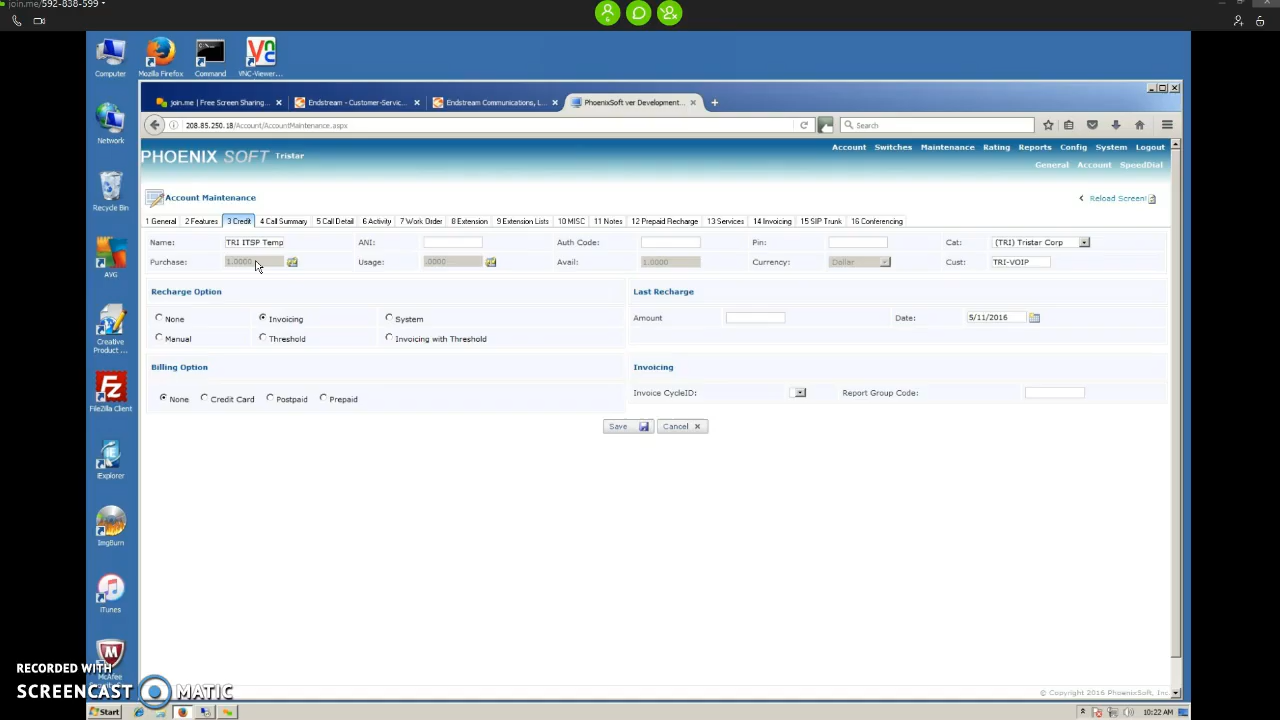 join.me/592-838-599
Computer
Mozilla Firefox
Command
VNC-Viewer...
join.me | Free Screen Sharing...
Endstream - Customer-Servic...
Endstream Communications, L...
PhoenixSoft ver Development...
208.85.250.18/Account/AccountMaintenance.aspx
Search
Network
PHOENIX SOFT Tristar
Account Switches Maintenance Rating Reports Config System Logout
General Account SpeedDial
Recycle Bin
Account Maintenance
Reload Screen!
1 General 2 Features 3 Credit 4 Call Summary 5 Call Detail 6 Activity 7 Work Order 8 Extension 9 Extension Lists 10 MISC 11 Notes 12 Prepaid Recharge 13 Services 14 Invoicing 15 SIP Trunk 16 Conferencing
Name: TRI ITSP Temp ANI: Auth Code: Pin: Cat: (TRI) Tristar Corp
Purchase: 1.0000 Usage: .0000 Avail: 1.0000 Currency: Dollar Cust: TRI-VOIP
AVG
Recharge Option
Last Recharge
None Invoicing System
Amount Date: 5/11/2016
Manual Threshold Invoicing with Threshold
Creative
Product ...
Billing Option
Invoicing
None Credit Card Postpaid Prepaid
Invoice CycleID: Report Group Code:
FileZilla Client
Save Cancel
iExplorer
ImgBurn
iTunes
McAfee
RECORDED WITH
SCREENCAST MATIC
© Copyright 2016 PhoenixSoft, Inc.
Start
10:22 AM